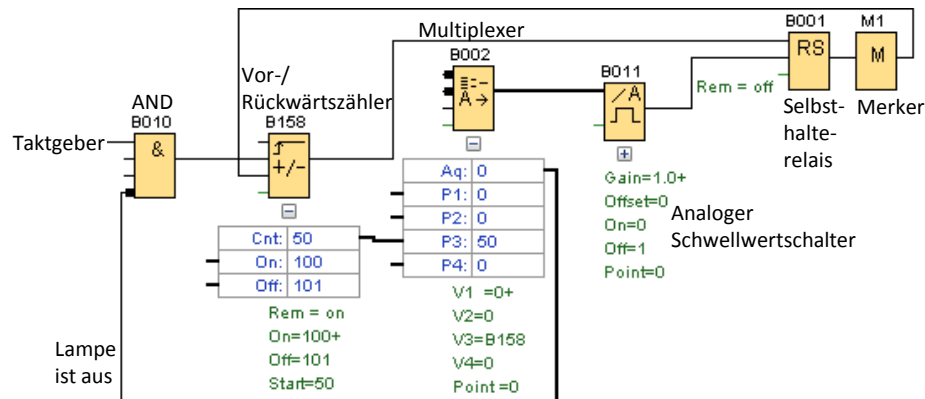 B001
M1
RS
M
Rem = off
Selbst-
halte-
relais
Merker
Multiplexer
B002
A→
B011
/A
Gain=1.0+
Offset=0
On=0
Off=1
Point=0
Analoger
Schwellwertschalter
Vor-/
Rückwärtszähler
B158
+/-
AND
B010
&
Taktgeber
Lampe
ist aus
Cnt: 50
On: 100
Off: 101
Rem = on
On=100+
Off=101
Start=50
Aq: 0
P1: 0
P2: 0
P3: 50
P4: 0
V1 =0+
V2=0
V3=B158
V4=0
Point =0